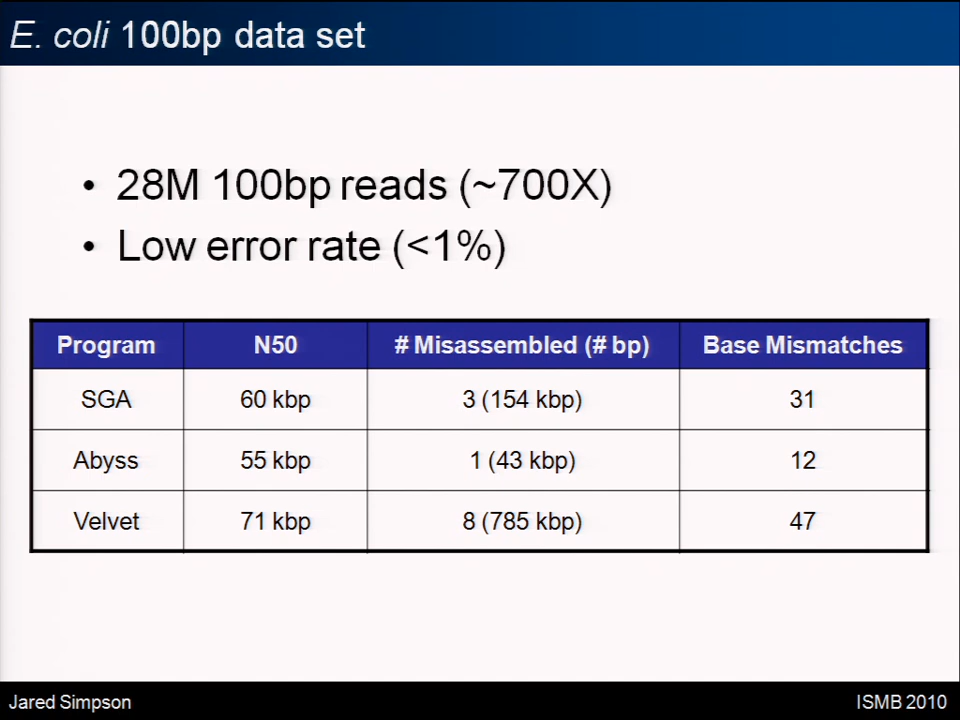 E. coli 100bp data set
• 28M 100bp reads (~700X)
• Low error rate (<1%)
Program N50 # Misassembled (# bp) Base Mismatches
SGA 60 kbp 3 (154 kbp) 31
Abyss 55 kbp 1 (43 kbp) 12
Velvet 71 kbp 8 (785 kbp) 47
Jared Simpson ISMB 2010